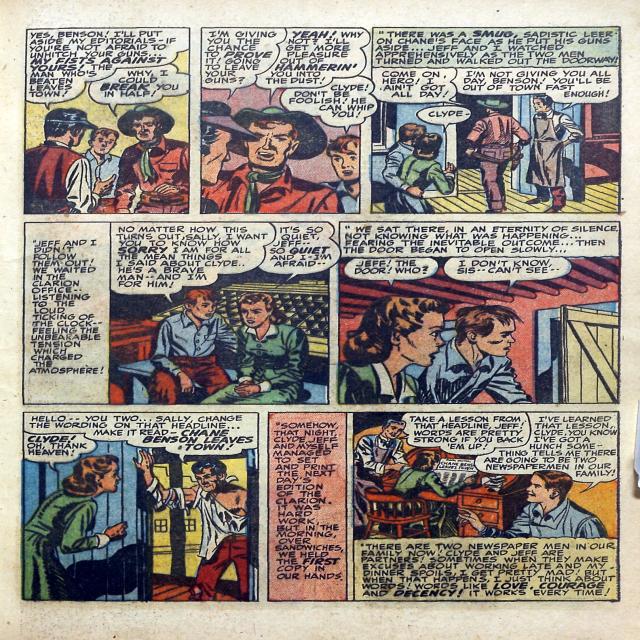 YES, BENSON! I'LL PUT
ASIDE MY EDITORIALS--IF
YOU'RE NOT AFRAID TO
UNHITCH YOUR GUNS...
MY FISTS AGAINST
YOURS! THE
MAN WHO'S
BEATEN
LEAVES
TOWN!
WHY, I
COULD
BREAK YOU
IN HALF!
I'M GIVING
YOU THE
CHANCE
TO PROVE
IT! GOING
TO LEAVE
YOUR
GUNS?
YEAH! WHY
NOT? I'LL
GET MORE
PLEASURE
OUT OF
HAMMERIN'
YOU INTO
THE DUST!
CLYDE!
DON'T BE
FOOLISH! HE
CAN WHIP
YOU!
"THERE WAS A SMUG, SADISTIC LEER
ON CHANE'S FACE AS HE PUT HIS GUNS
ASIDE... JEFF AND I WATCHED
APPREHENSIVELY AS THE TWO MEN
TURNED AND WALKED OUT THE DOORWAY!
COME ON,
HERO! I
AIN'T GOT
ALL DAY!
I'M NOT GIVING YOU ALL
DAY, BENSON! YOU'LL BE
OUT OF TOWN FAST
ENOUGH!
CLYDE
"JEFF AND I
DIDN'T
FOLLOW
THEM OUT!
WE WAITED
IN THE
CLARION
OFFICE--
LISTENING
TO THE
LOUD
TICKING OF
THE CLOCK--
FEELING THE
UNBEARABLE
TENSION
WHICH
CHARGED
THE
ATMOSPHERE!
NO MATTER HOW THIS
TURNS OUT, SALLY, I WANT
YOU TO KNOW HOW
SORRY I AM FOR ALL
THE MEAN THINGS
I SAID ABOUT CLYDE..
HE'S A BRAVE
MAN--AND I'M
FOR HIM!
IT'S SO
QUIET,
JEFF--
SO QUIET
AND I--I'M
AFRAID--
"WE SAT THERE, IN AN ETERNITY OF SILENCE,
NOT KNOWING WHAT WAS HAPPENING...
FEARING THE INEVITABLE OUTCOME... THEN
THE DOOR BEGAN TO OPEN SLOWLY...
JEFF! THE
DOOR! WHO?
I DON'T KNOW,
SIS--CAN'T SEE--
HELLO--YOU TWO... SALLY, CHANGE
THE WORDING ON THAT HEADLINE...
MAKE IT READ--CHANE
BENSON LEAVES
TOWN!
CLYDE!
OH, THANK
HEAVEN!
"SOMEHOW,
THAT NIGHT,
CLYDE, JEFF
AND MYSELF
MANAGED
TO SET
AND PRINT
THE NEXT
DAY'S
EDITION
OF THE
CLARION.
IT WAS
HARD
WORK,
BUT IN THE
MORNING,
OVER
SANDWICHES,
WE HELD
THE FIRST
COPY IN
OUR HANDS.
TAKE A LESSON FROM
THAT HEADLINE, JEFF!
WORDS ARE PRETTY
STRONG IF YOU BACK
'EM UP!
I'VE LEARNED
THAT LESSON,
CLYDE. YOU KNOW
I'VE GOT A
HUNCH SOME-
THING TELLS ME THERE
ARE GOING TO BE TWO
NEWSPAPERMEN IN OUR
FAMILY!
"THERE ARE TWO NEWSPAPER MEN IN OUR
FAMILY NOW. CLYDE AND JEFF ARE
PARTNERS! SOMETIMES WHEN THEY MAKE
EXCUSES ABOUT WORKING LATE AND MY
DINNER SPOILS, I GET PRETTY MAD! BUT
WHEN THAT HAPPENS, I JUST THINK ABOUT
WORDS! WORDS LIKE LOVE, COURAGE
AND DECENCY! IT WORKS EVERY TIME!